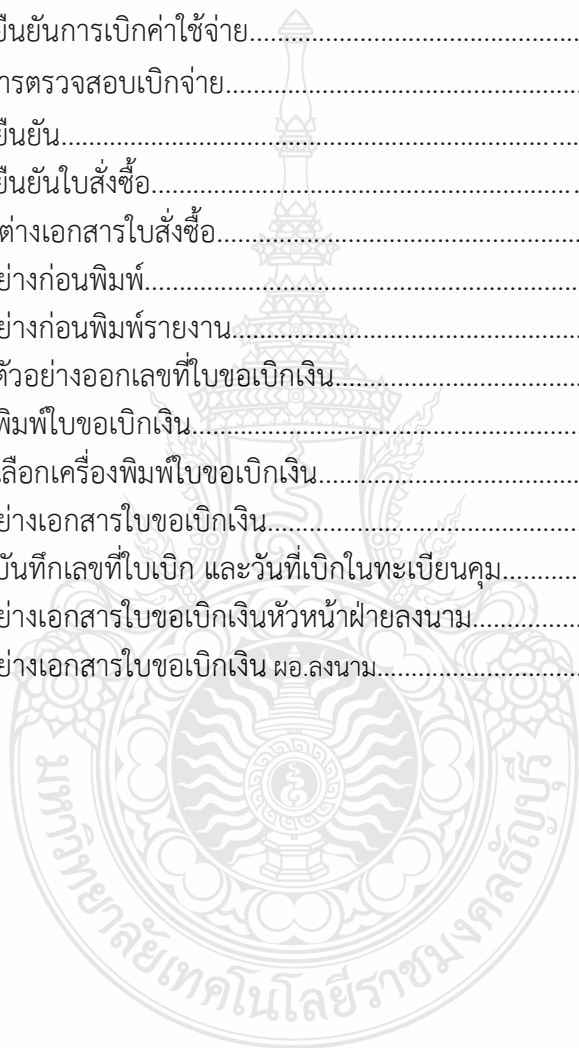 ยืนยันการเบิกค่าใช้จ่าย....................................................
ารตรวจสอบเบิกจ่าย........................................................
ยืนยัน..............................................................................
ยืนยันใบสั่งซื้อ..................................................................
ต่างเอกสารใบสั่งซื้อ..........................................................
ย่างก่อนพิมพ์....................................................................
ย่างก่อนพิมพ์รายงาน........................................................
ตัวอย่างออกเลขที่ใบขอเบิกเงิน........................................
พิมพ์ใบขอเบิกเงิน............................................................
ลือกเครื่องพิมพ์ใบขอเบิกเงิน..........................................
ย่างเอกสารใบขอเบิกเงิน..................................................
บันทึกเลขที่ใบเบิก และวันที่เบิกในทะเบียนคุม............
ย่างเอกสารใบขอเบิกเงินหัวหน้าฝ่ายลงนาม................
ย่างเอกสารใบขอเบิกเงิน ผอ.ลงนาม..............................
มหาวิทยาลัยเทคโนโลยีราชมงคลธัญบุรี